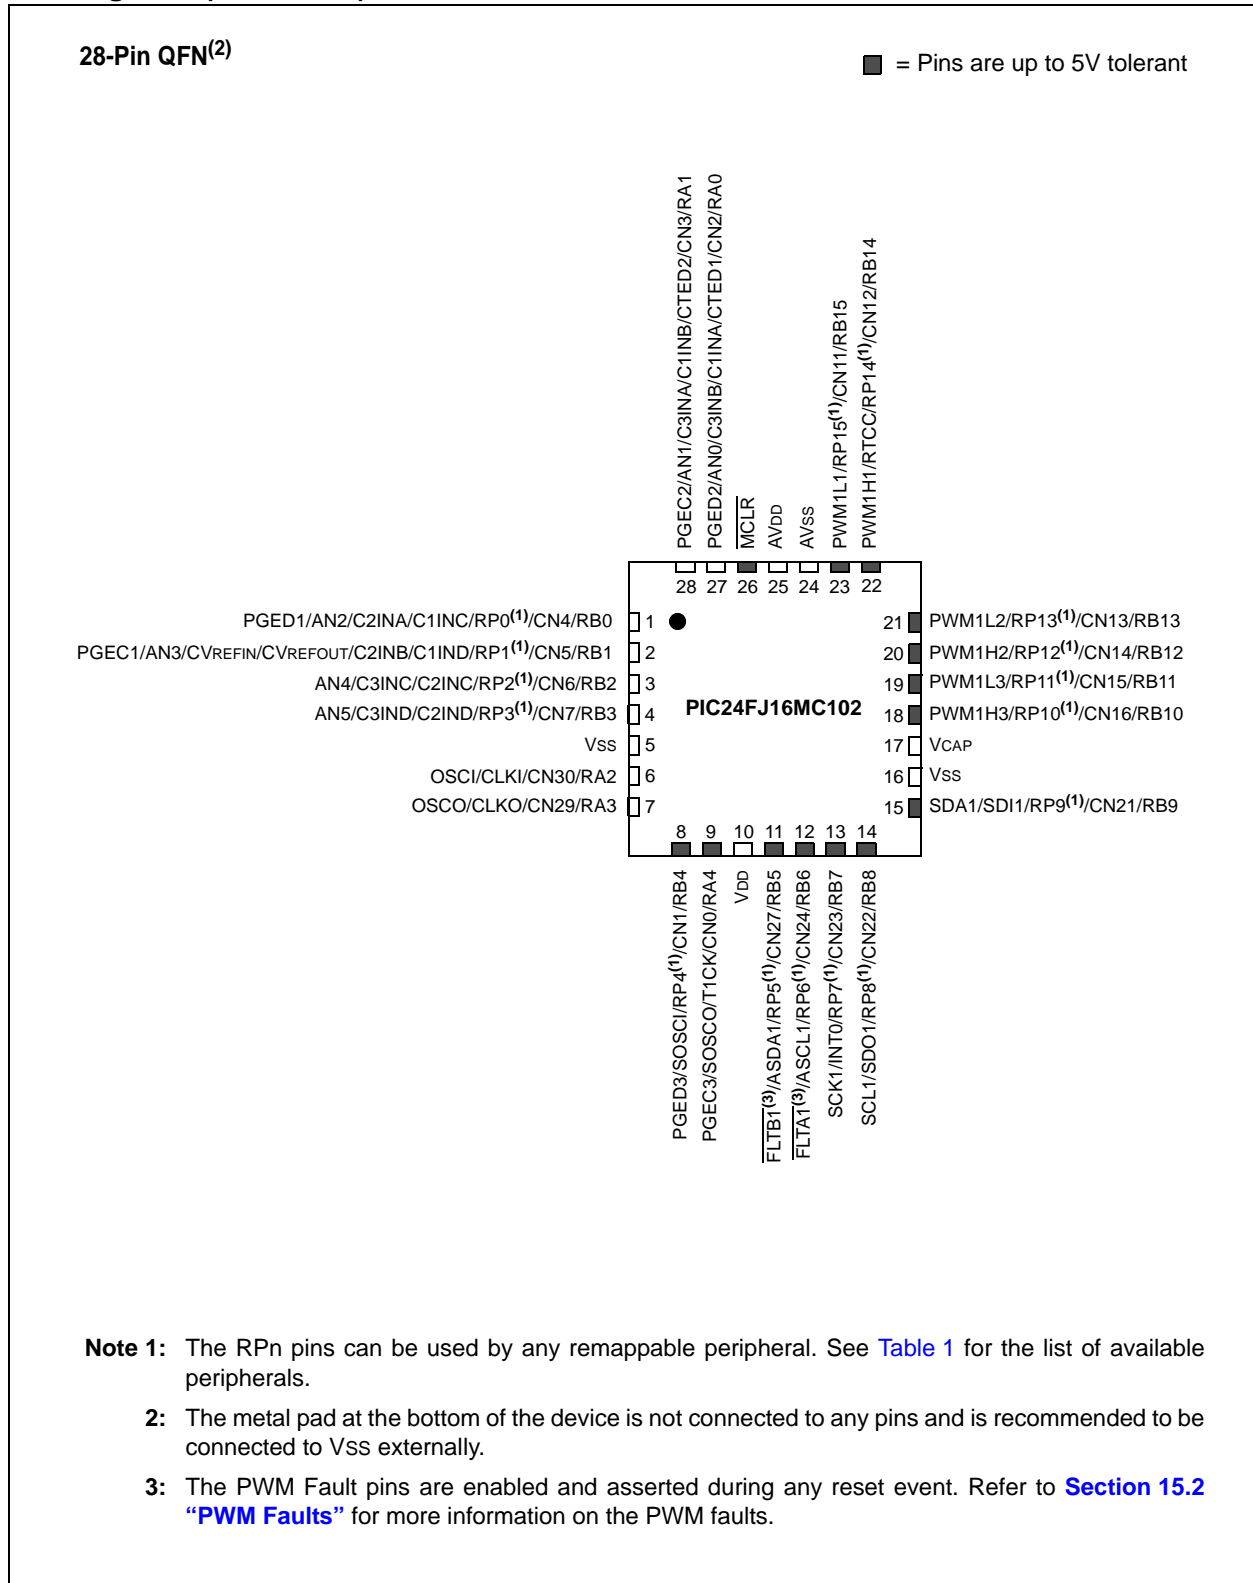 28-Pin QFN(2)
= Pins are up to 5V tolerant
PGEC2/AN1/C3INA/C1INB/CTED2/CN3/RA1
PGED2/AN0/C3INB/C1INA/CTED1/CN2/RA0
MCLR
AVDD
AVSS
PWM1L1/RP15(1)/CN11/RB15
PWM1H1/RTCC/RP14(1)/CN12/RB14
28 27 26 25 24 23 22
PGED1/AN2/C2INA/C1INC/RP0(1)/CN4/RB0 1
PGEC1/AN3/CVREFIN/CVREFOUT/C2INB/C1IND/RP1(1)/CN5/RB1 2
AN4/C3INC/C2INC/RP2(1)/CN6/RB2 3
AN5/C3IND/C2IND/RP3(1)/CN7/RB3 4
VSS 5
OSCI/CLKI/CN30/RA2 6
OSCO/CLKO/CN29/RA3 7
PIC24FJ16MC102
21 PWM1L2/RP13(1)/CN13/RB13
20 PWM1H2/RP12(1)/CN14/RB12
19 PWM1L3/RP11(1)/CN15/RB11
18 PWM1H3/RP10(1)/CN16/RB10
17 VCAP
16 VSS
15 SDA1/SDI1/RP9(1)/CN21/RB9
8 9 10 11 12 13 14
PGED3/SOSCI/RP4(1)/CN1/RB4
PGEC3/SOSCO/T1CK/CN0/RA4
VDD
FLTB1(3)/ASDA1/RP5(1)/CN27/RB5
FLTA1(3)/ASCL1/RP6(1)/CN24/RB6
SCK1/INT0/RP7(1)/CN23/RB7
SCL1/SDO1/RP8(1)/CN22/RB8
Note 1: The RPn pins can be used by any remappable peripheral. See Table 1 for the list of available
peripherals.
2: The metal pad at the bottom of the device is not connected to any pins and is recommended to be
connected to VSS externally.
3: The PWM Fault pins are enabled and asserted during any reset event. Refer to Section 15.2
“PWM Faults” for more information on the PWM faults.